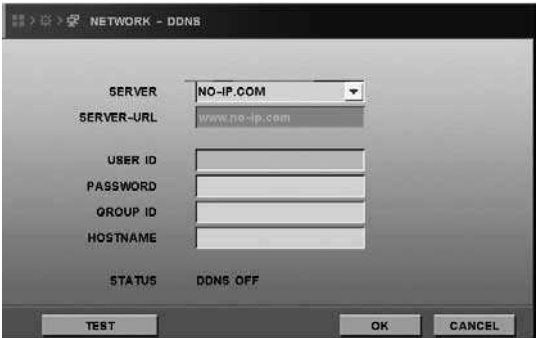 NETWORK - DDNS
SERVER NO-IP.COM
SERVER-URL www.no-ip.com
USER ID
PASSWORD
GROUP ID
HOSTNAME
STATUS DDNS OFF
TEST OK CANCEL